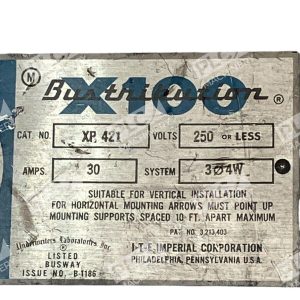 M
X100
Bustribution ®
CAT. NO. XP 421 VOLTS 250 OR LESS
AMPS. 30 SYSTEM 3Ø4W
SUITABLE FOR VERTICAL INSTALLATION
FOR HORIZONTAL MOUNTING ARROWS MUST POINT UP
MOUNTING SUPPORTS SPACED 10 FT. APART MAXIMUM
PAT. NO. 3,213,403
Underwriters Laboratories Inc.
LISTED
BUSWAY
ISSUE NO. B-1186
I-T-E IMPERIAL CORPORATION
PHILADELPHIA, PENNSYLVANIA U.S.A.